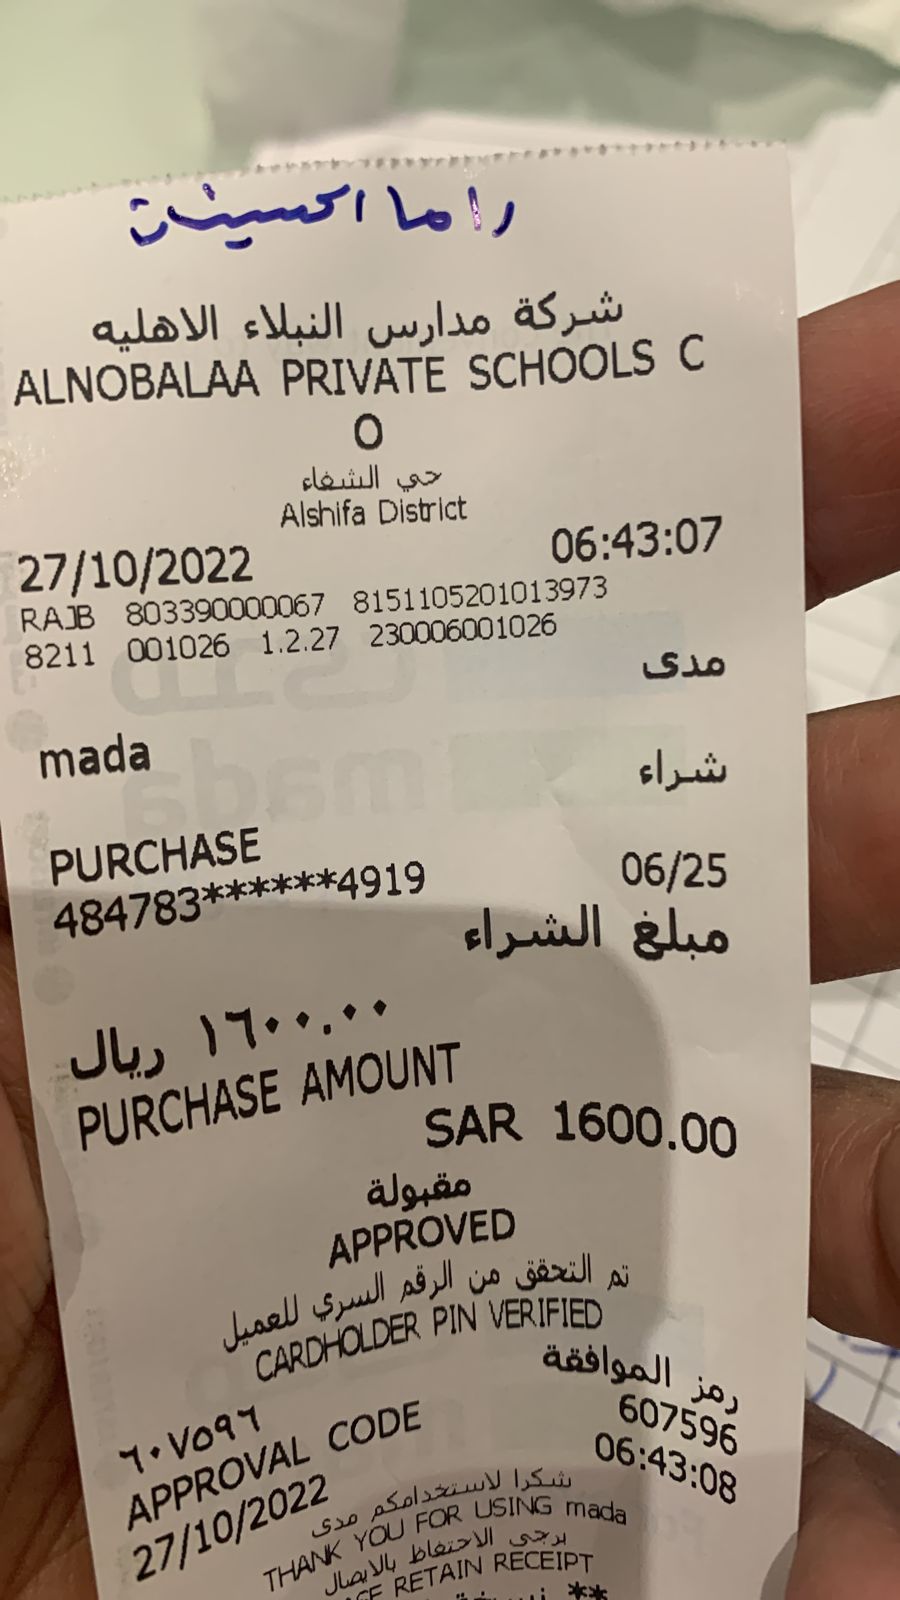 راما الحسينات
شركة مدارس النبلاء الاهليه
ALNOBALAA PRIVATE SCHOOLS C
O
حي الشفاء
Alshifa District
27/10/2022 06:43:07
RAJB 803390000067 8151105201013973
8211 001026 1.2.27 230006001026
مدى
mada
شراء
PURCHASE
484783******4919 06/25
مبلغ الشراء
١٦٠٠.٠٠ ريال
PURCHASE AMOUNT
SAR 1600.00
مقبولة
APPROVED
تم التحقق من الرقم السري للعميل
CARDHOLDER PIN VERIFIED
رمز الموافقة
٦٠٧٥٩٦
607596
APPROVAL CODE
27/10/2022 06:43:08
شكرا لاستخدامكم مدى
THANK YOU FOR USING mada
يرجى الاحتفاظ بالايصال
RETAIN RECEIPT
**